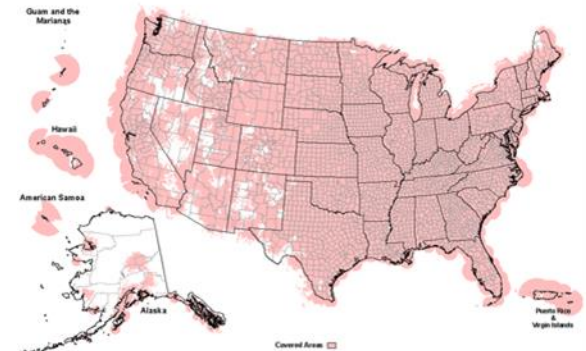 Guam and the
Marianas
Hawaii
American Samoa
Alaska
Puerto Rico
&
Virgin Islands
Covered Areas